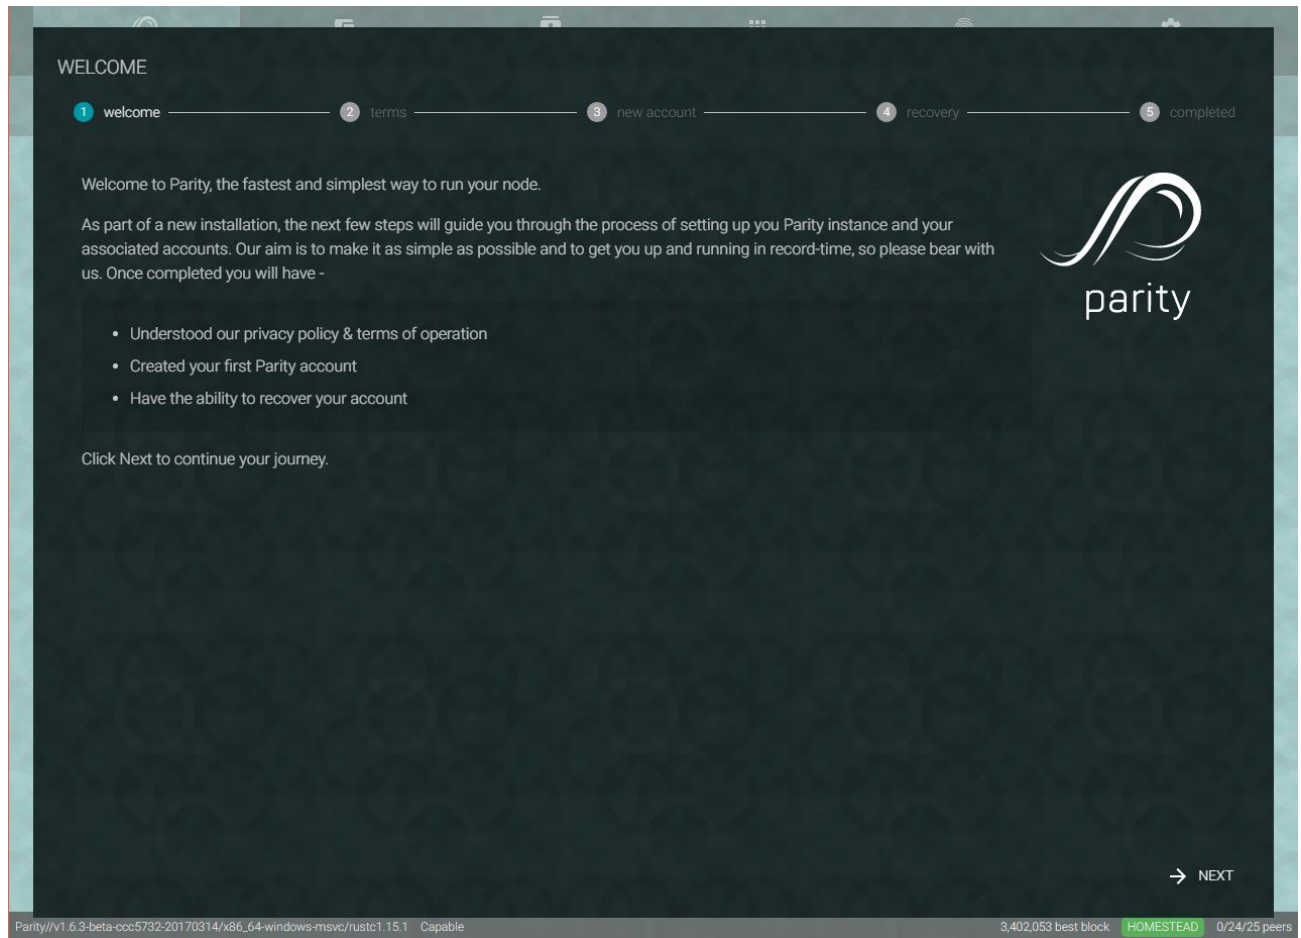 WELCOME
1 welcome 2 terms 3 new account 4 recovery 5 completed
Welcome to Parity, the fastest and simplest way to run your node.
As part of a new installation, the next few steps will guide you through the process of setting up you Parity instance and your
associated accounts. Our aim is to make it as simple as possible and to get you up and running in record-time, so please bear with
us. Once completed you will have -
parity
• Understood our privacy policy & terms of operation
• Created your first Parity account
• Have the ability to recover your account
Click Next to continue your journey.
→ NEXT
Parity//v1.6.3-beta-ccc5732-20170314/x86_64-windows-msvc/rustc1.15.1 Capable 3,402,053 best block HOMESTEAD 0/24/25 peers